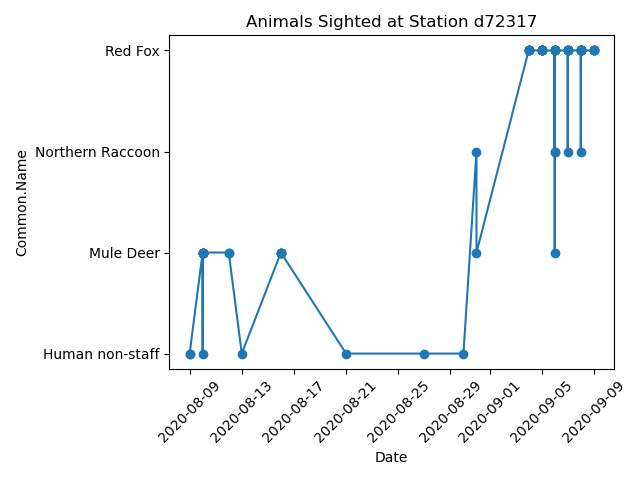 Animals Sighted at Station d72317
Red Fox
Northern Raccoon
Mule Deer
Human non-staff
Common.Name
2020-08-09
2020-08-13
2020-08-17
2020-08-21
2020-08-25
2020-08-29
2020-09-01
2020-09-05
2020-09-09
Date